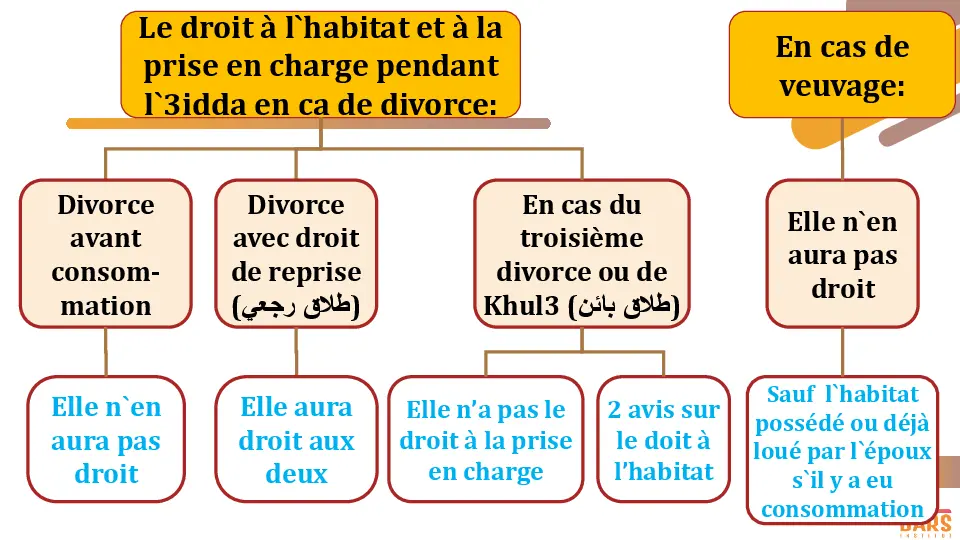 Le droit à l`habitat et à la
prise en charge pendant
l`3idda en ca de divorce:
En cas de
veuvage:
Divorce
avant
consom-
mation
Divorce
avec droit
de reprise
(طلاق رجعي)
En cas du
troisième
divorce ou de
Khul3 (طلاق بائن)
Elle n`en
aura pas
droit
Elle n`en
aura pas
droit
Elle aura
droit aux
deux
Elle n’a pas le
droit à la prise
en charge
2 avis sur
le doit à
l’habitat
Sauf l`habitat
possédé ou déjà
loué par l`époux
s`il y a eu
consommation
DARS
INSTITUT